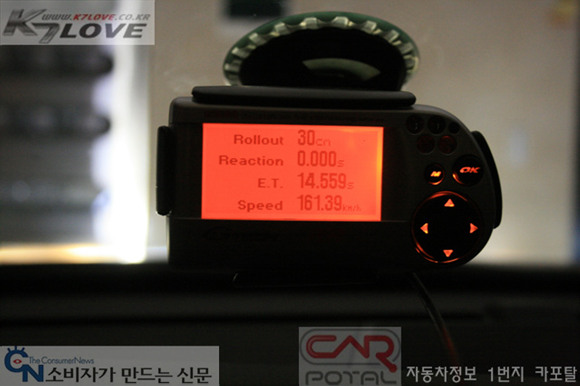 WWW.K7LOVE.CO.KR
K7LOVE
Rollout 30cm
Reaction 0.000s
E.T. 14.559s
Speed 161.39
OK
The ConsumerNews
CN 소비자가 만드는 신문
CAR
POTAL
자동차정보 1번지 카포탈